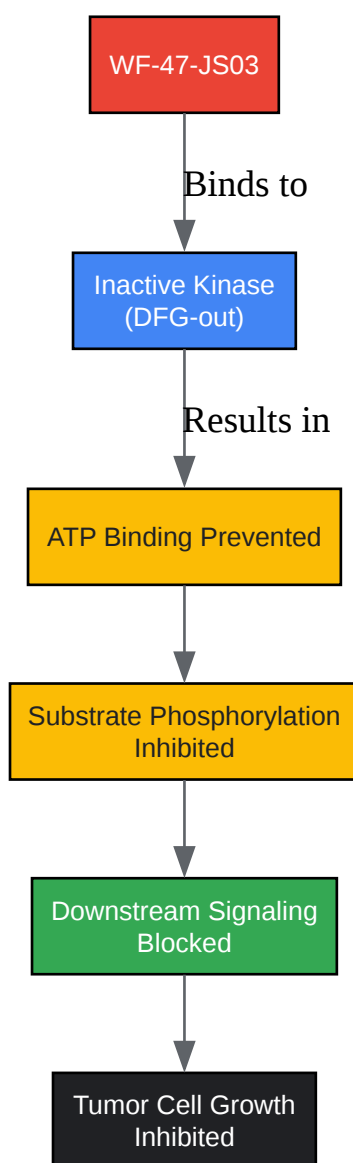 WF-47-JS03
Binds to
Inactive Kinase
(DFG-out)
Results in
ATP Binding Prevented
Substrate Phosphorylation
Inhibited
Downstream Signaling
Blocked
Tumor Cell Growth
Inhibited